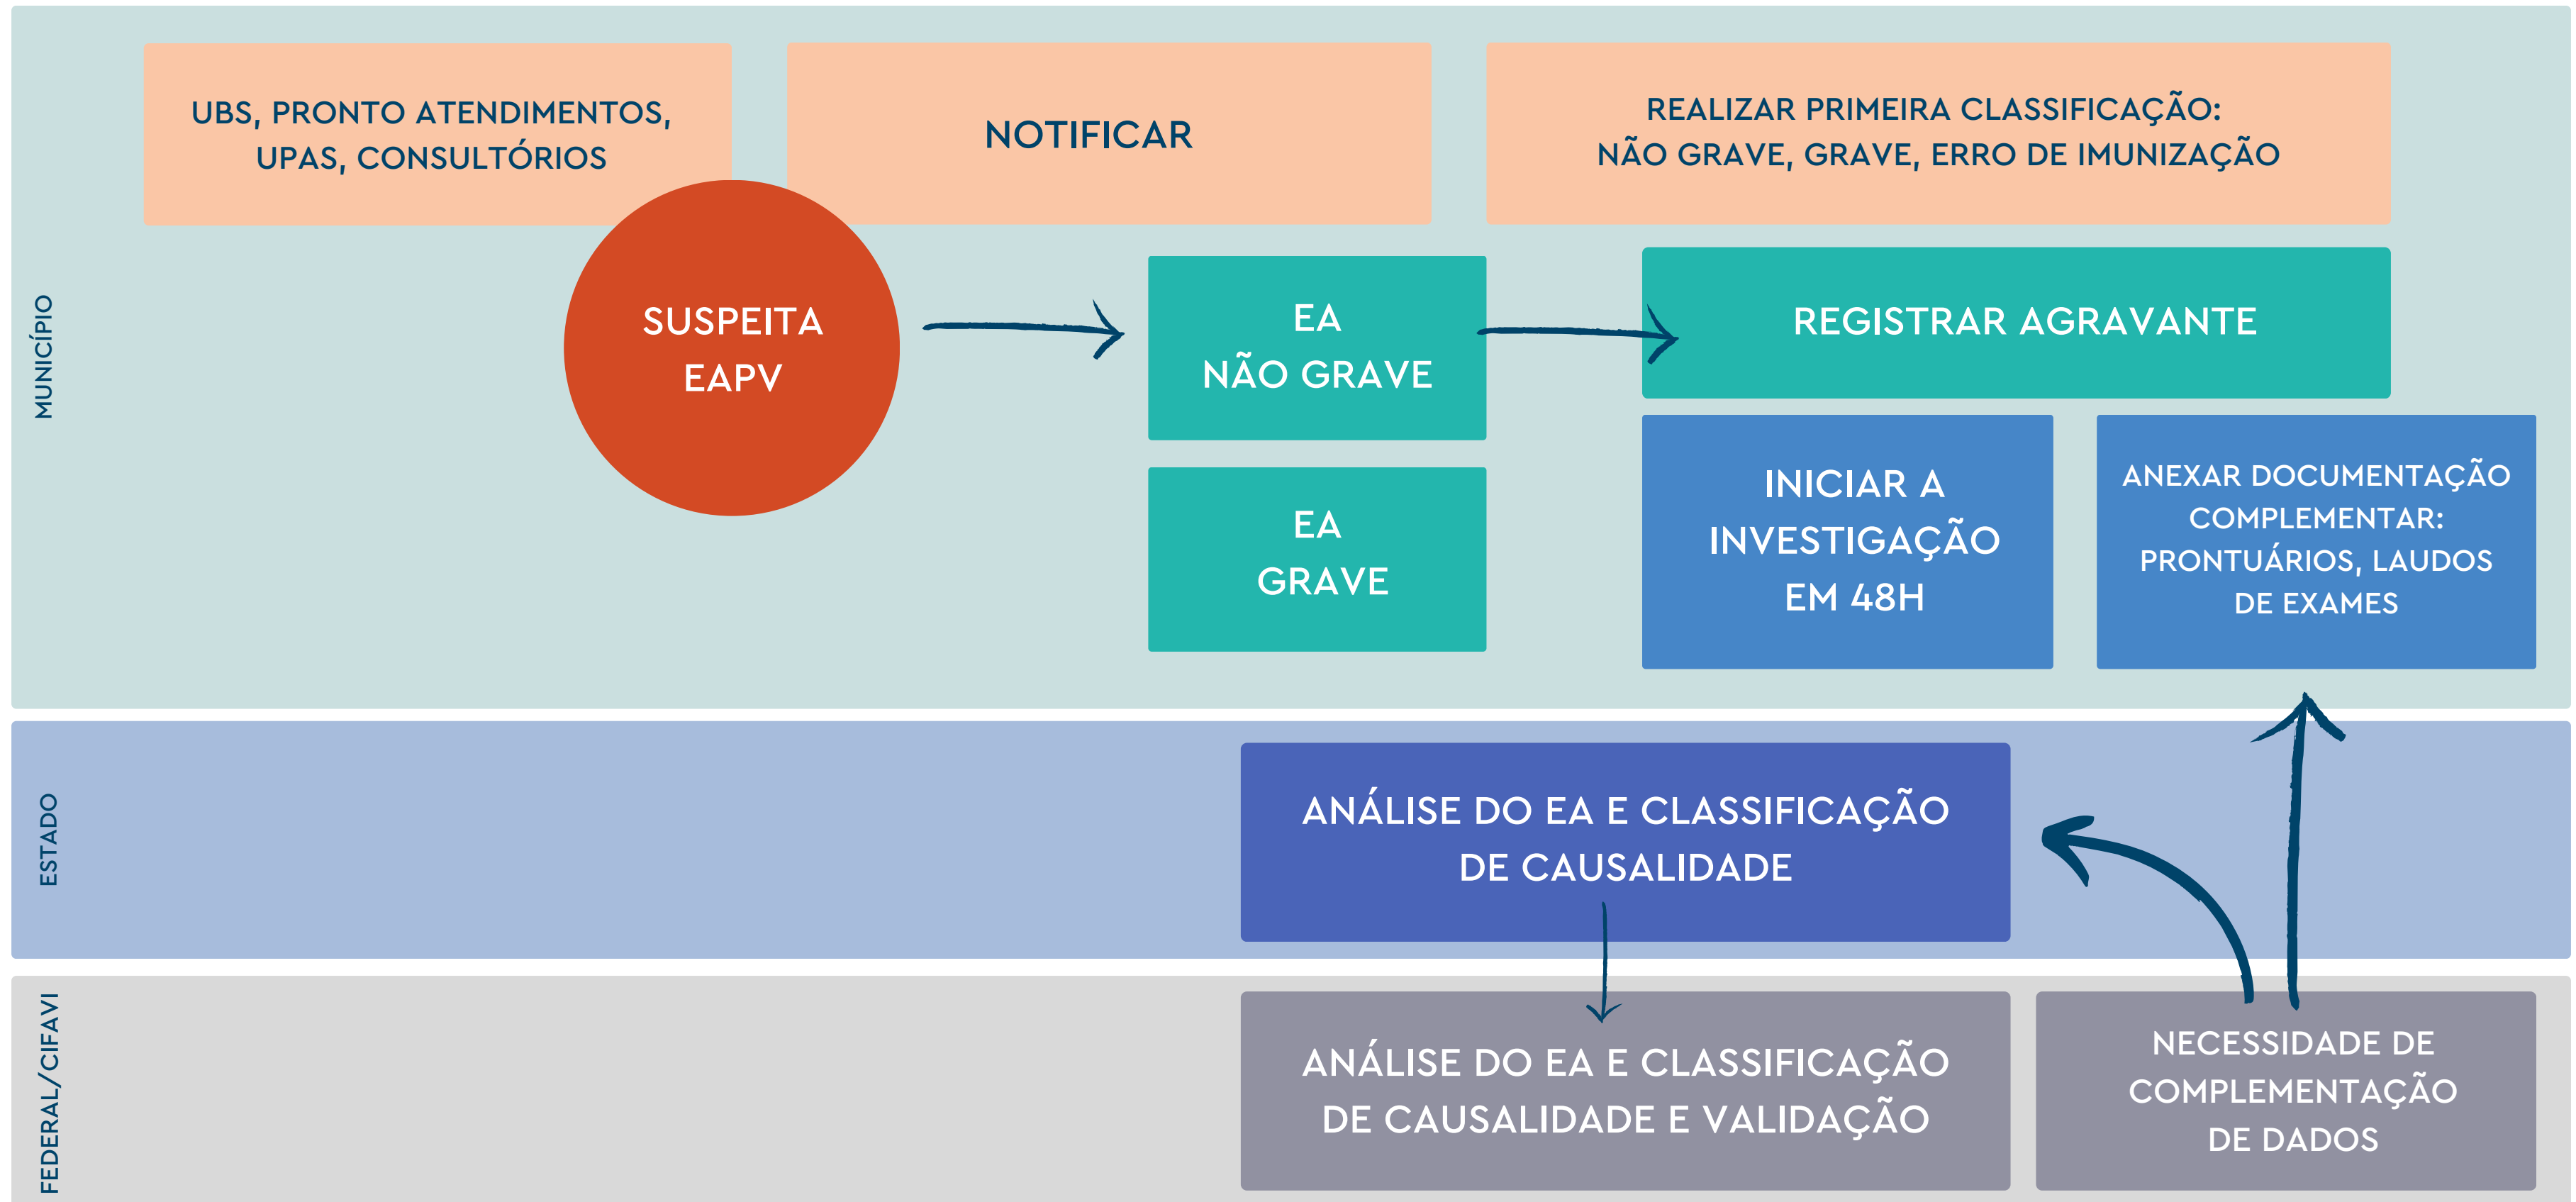 MUNICÍPIO
UBS, PRONTO ATENDIMENTOS,
UPAS, CONSULTÓRIOS
NOTIFICAR
REALIZAR PRIMEIRA CLASSIFICAÇÃO:
NÃO GRAVE, GRAVE, ERRO DE IMUNIZAÇÃO
SUSPEITA
EAPV
EA
NÃO GRAVE
REGISTRAR AGRAVANTE
EA
GRAVE
INICIAR A
INVESTIGAÇÃO
EM 48H
ANEXAR DOCUMENTAÇÃO
COMPLEMENTAR:
PRONTUÁRIOS, LAUDOS
DE EXAMES
ESTADO
ANÁLISE DO EA E CLASSIFICAÇÃO
DE CAUSALIDADE
FEDERAL/CIFAVI
ANÁLISE DO EA E CLASSIFICAÇÃO
DE CAUSALIDADE E VALIDAÇÃO
NECESSIDADE DE
COMPLEMENTAÇÃO
DE DADOS